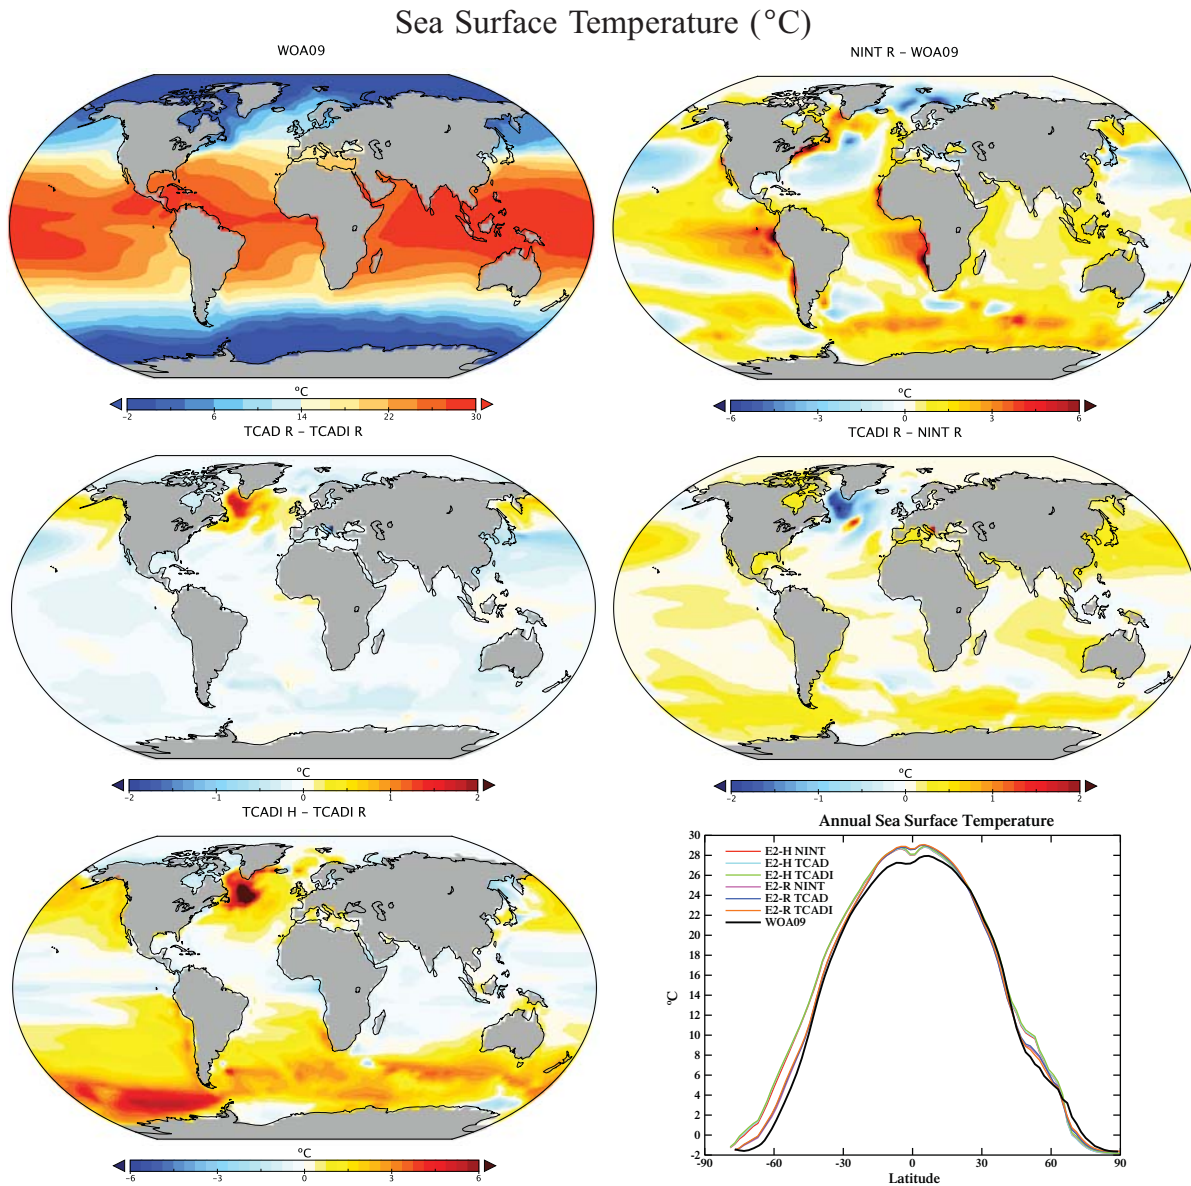 Sea Surface Temperature (°C)
WOA09
NINT R – WOA09
°C
-2 6 14 22 30
°C
-6 -3 0 3 6
TCAD R – TCADI R
TCADI R – NINT R
°C
-2 -1 0 1 2
°C
-2 -1 0 1 2
TCADI H – TCADI R
°C
-6 -3 0 3 6
Annual Sea Surface Temperature
E2-H NINT
E2-H TCAD
E2-H TCADI
E2-R NINT
E2-R TCAD
E2-R TCADI
WOA09
30
28
26
24
22
20
18
16
14
12
10
8
6
4
2
0
-2
°C
-90 -60 -30 0 30 60 90
Latitude